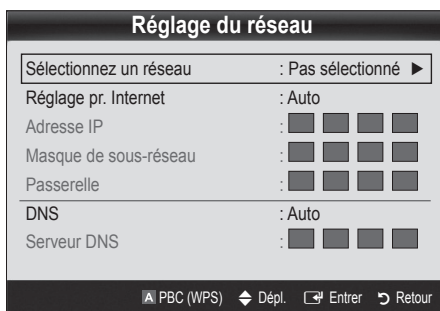 Réglage du réseau
Sélectionnez un réseau : Pas sélectionné ►
Réglage pr. Internet : Auto
Adresse IP :
Masque de sous-réseau :
Passerelle :
DNS : Auto
Serveur DNS :
A PBC (WPS) Dépl. Entrer Retour